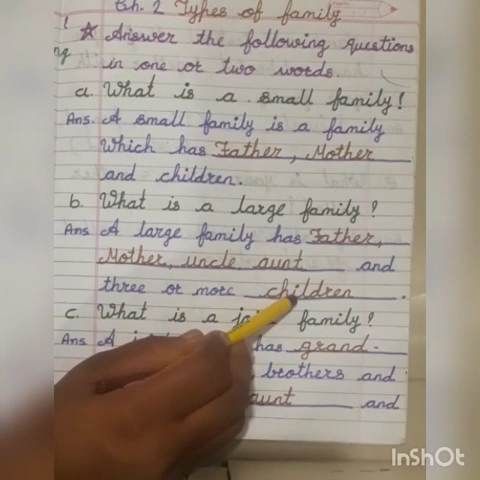 Ch. 2 Types of family
☆ Answer the following questions
in one or two words.
a. What is a small family!
Ans. A small family is a family
which has Father, Mother
and children.
b. What is a large family?
Ans A large family has Father,
Mother, uncle, aunt and
three or more children.
c. What is a family?
Ans A has grand-
brothers and
aunt and
InShOt